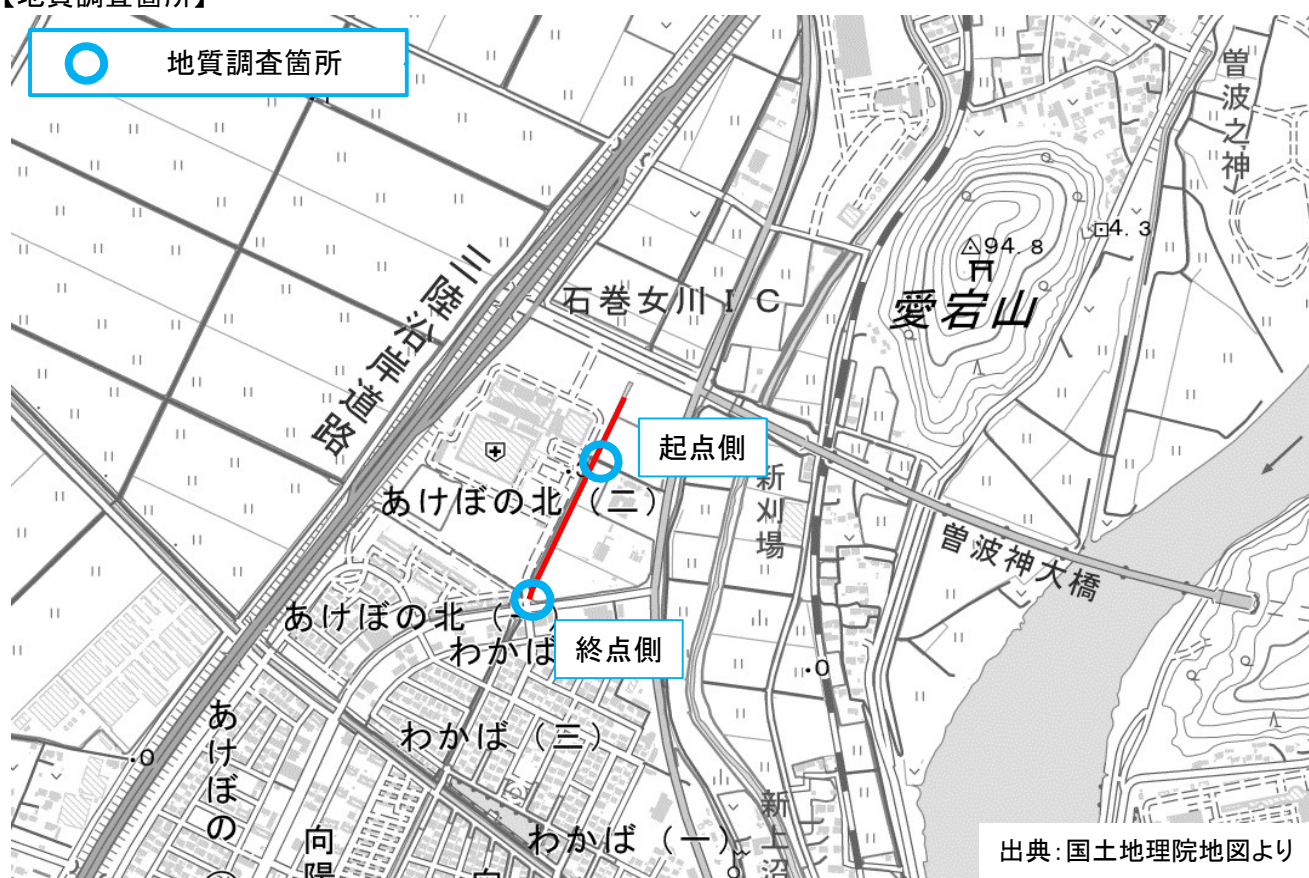 【地質調査箇所】
地質調査箇所
曽波之神
三陸沿岸道路
石巻女川IC
94.8
4.3
愛宕山
起点側
新刈場
あけぼの北(二)
曽波神大橋
あけぼの北(一)
わかば
終点側
.0
わかば(三)
.0
あけぼの
向陽
新上沼
わかば(一)
向
出典:国土地理院地図より